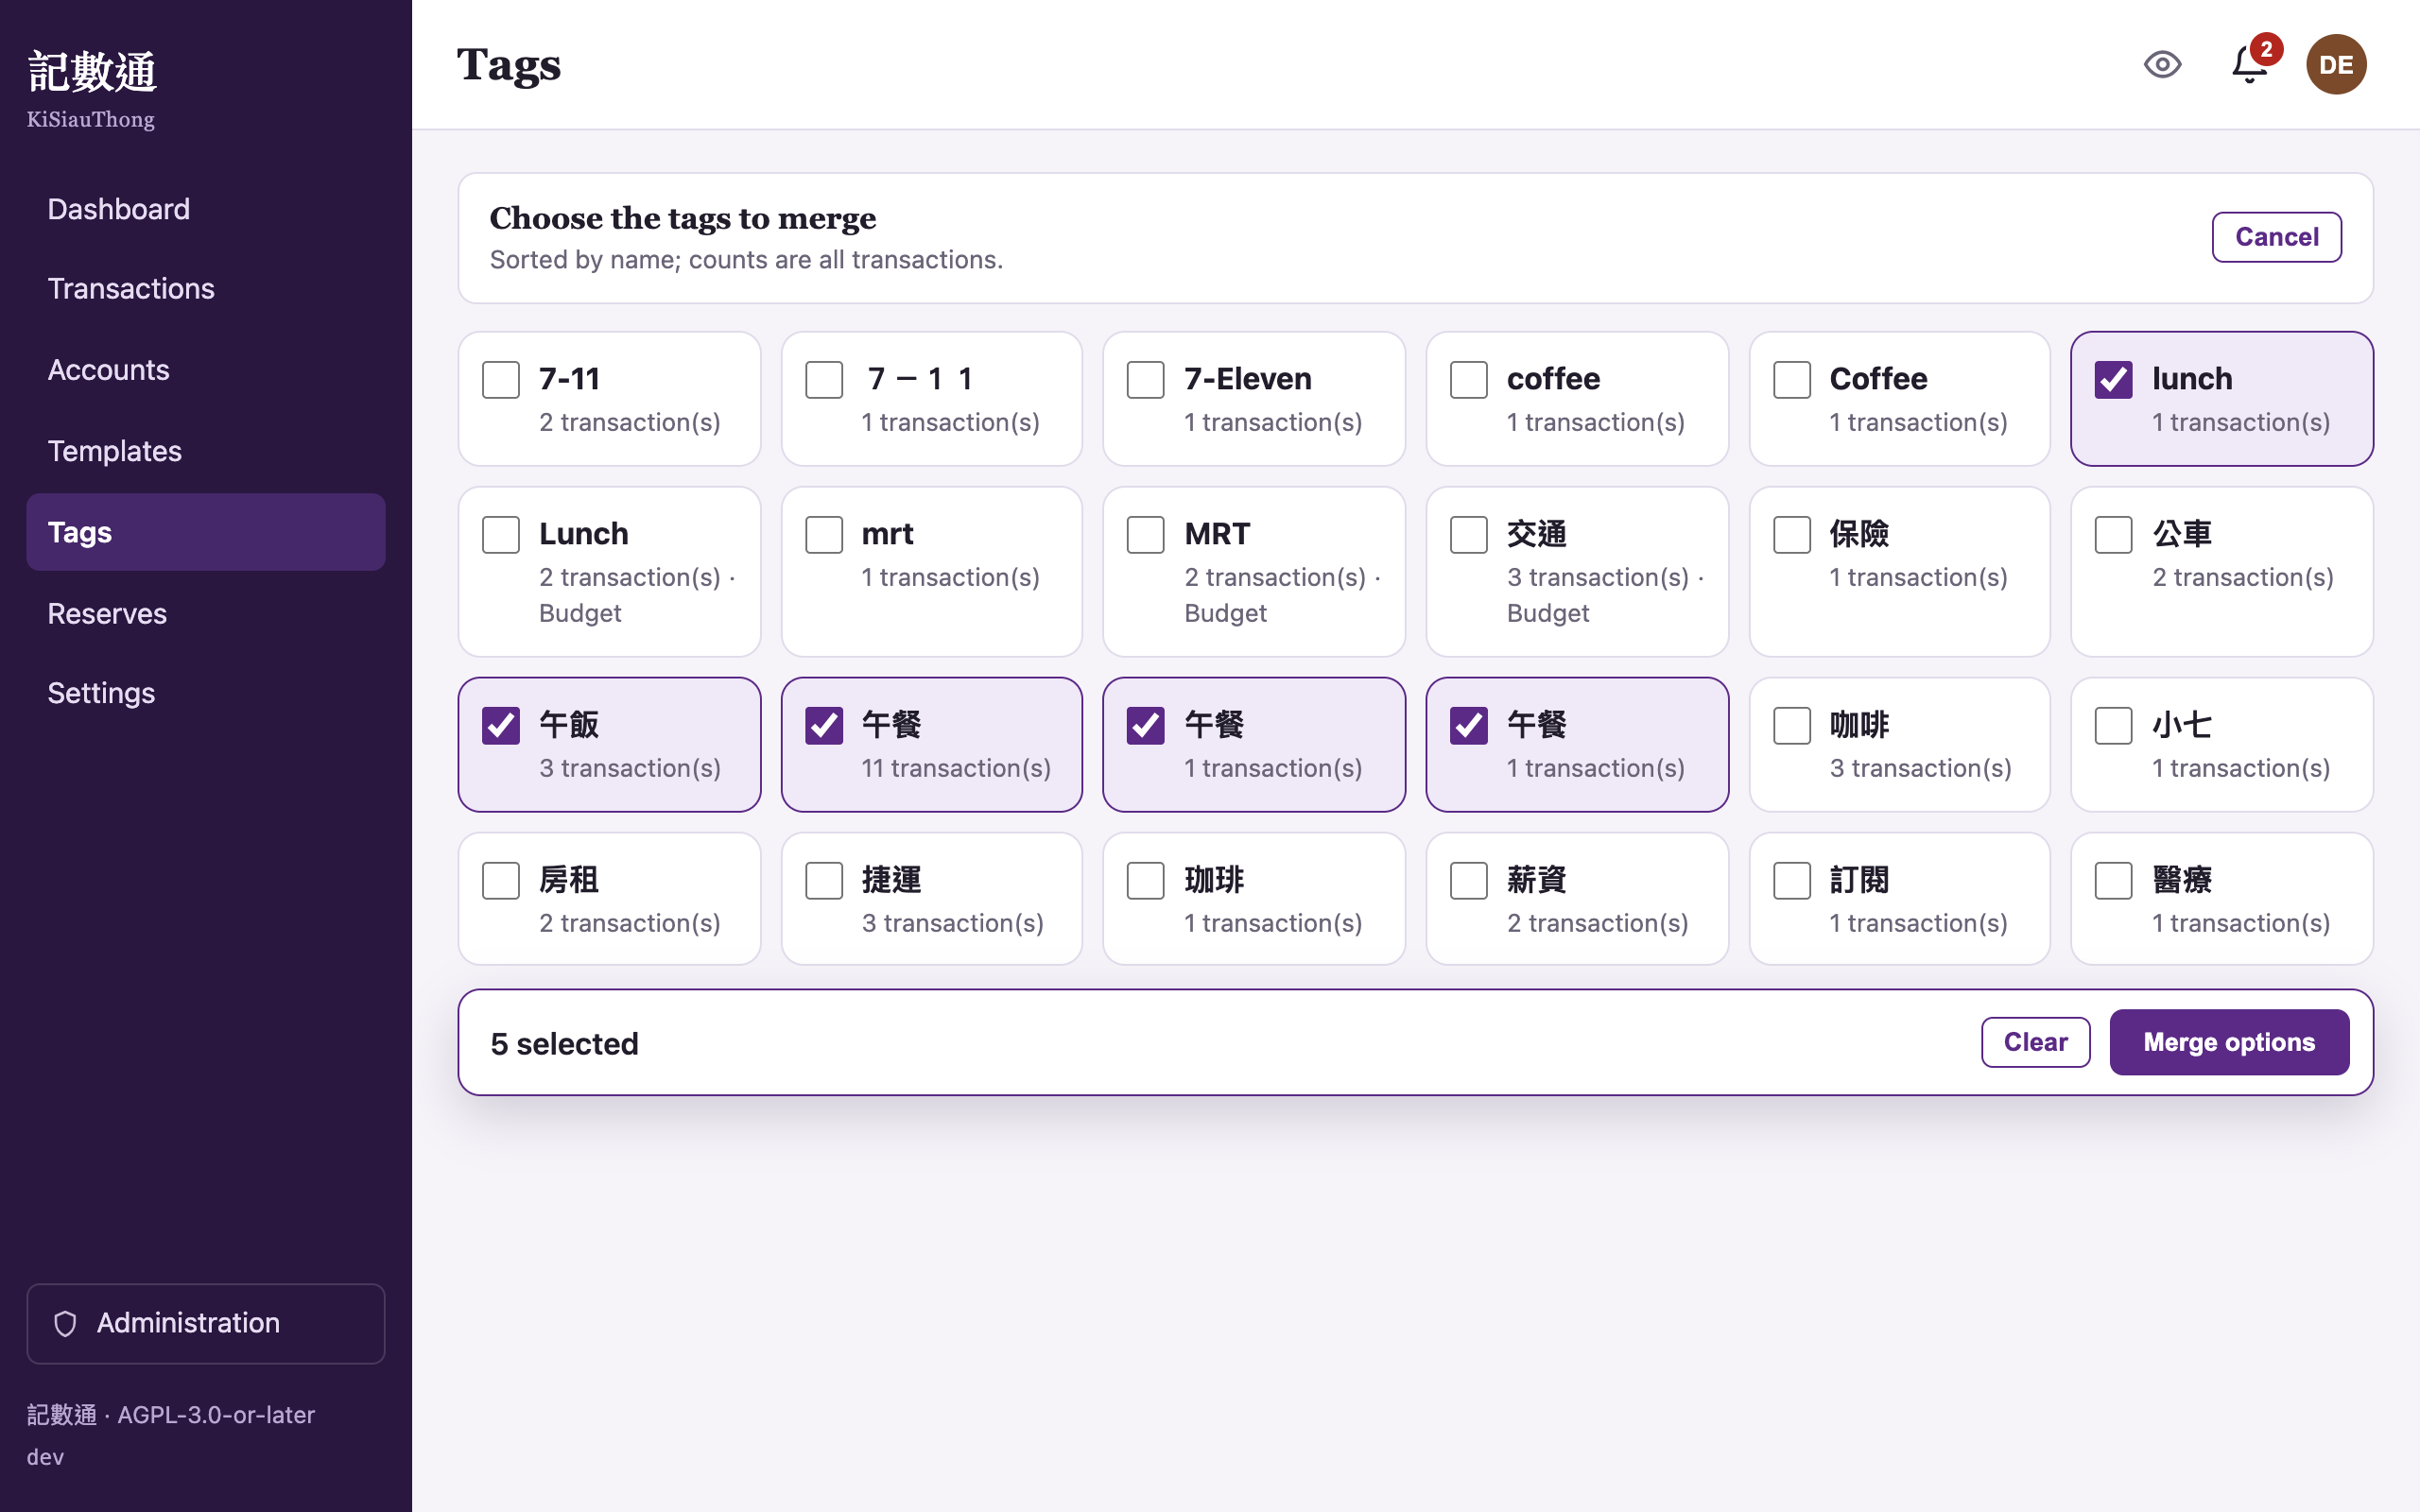 記數通
KiSiauThong
Dashboard
Transactions
Accounts
Templates
Tags
Reserves
Settings
Administration
記數通 · AGPL-3.0-or-later
dev
Tags
2
DE
Choose the tags to merge
Sorted by name; counts are all transactions.
Cancel
7-11
2 transaction(s)
７－１１
1 transaction(s)
7-Eleven
1 transaction(s)
coffee
1 transaction(s)
Coffee
1 transaction(s)
lunch
1 transaction(s)
Lunch
2 transaction(s) ·
Budget
mrt
1 transaction(s)
MRT
2 transaction(s) ·
Budget
交通
3 transaction(s) ·
Budget
保險
1 transaction(s)
公車
2 transaction(s)
午飯
3 transaction(s)
午餐
11 transaction(s)
午餐
1 transaction(s)
午餐
1 transaction(s)
咖啡
3 transaction(s)
小七
1 transaction(s)
房租
2 transaction(s)
捷運
3 transaction(s)
珈琲
1 transaction(s)
薪資
2 transaction(s)
訂閱
1 transaction(s)
醫療
1 transaction(s)
5 selected
Clear
Merge options